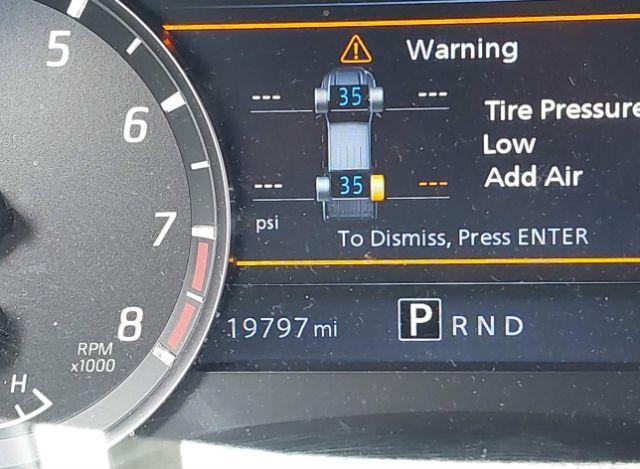 5
Warning
--- 35 ---
Tire Pressure
6
Low
Add Air
--- 35 ---
psi
7
To Dismiss, Press ENTER
8
19797 mi
P R N D
RPM
x1000
H